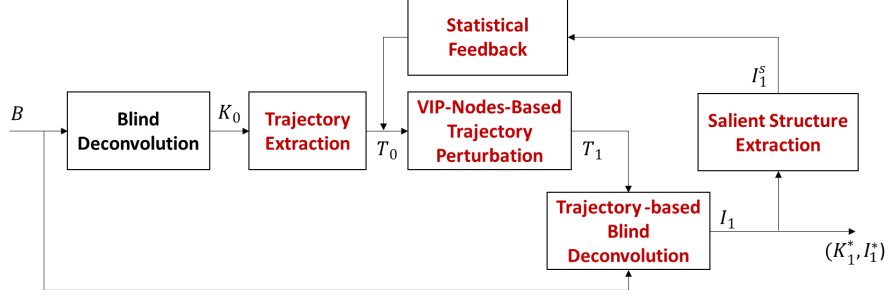 Statistical
Feedback
I₁ˢ
B
Blind
Deconvolution
K₀
Trajectory
Extraction
T₀
VIP-Nodes-Based
Trajectory
Perturbation
T₁
Salient Structure
Extraction
Trajectory-based
Blind
Deconvolution
I₁
(K₁*, I₁*)